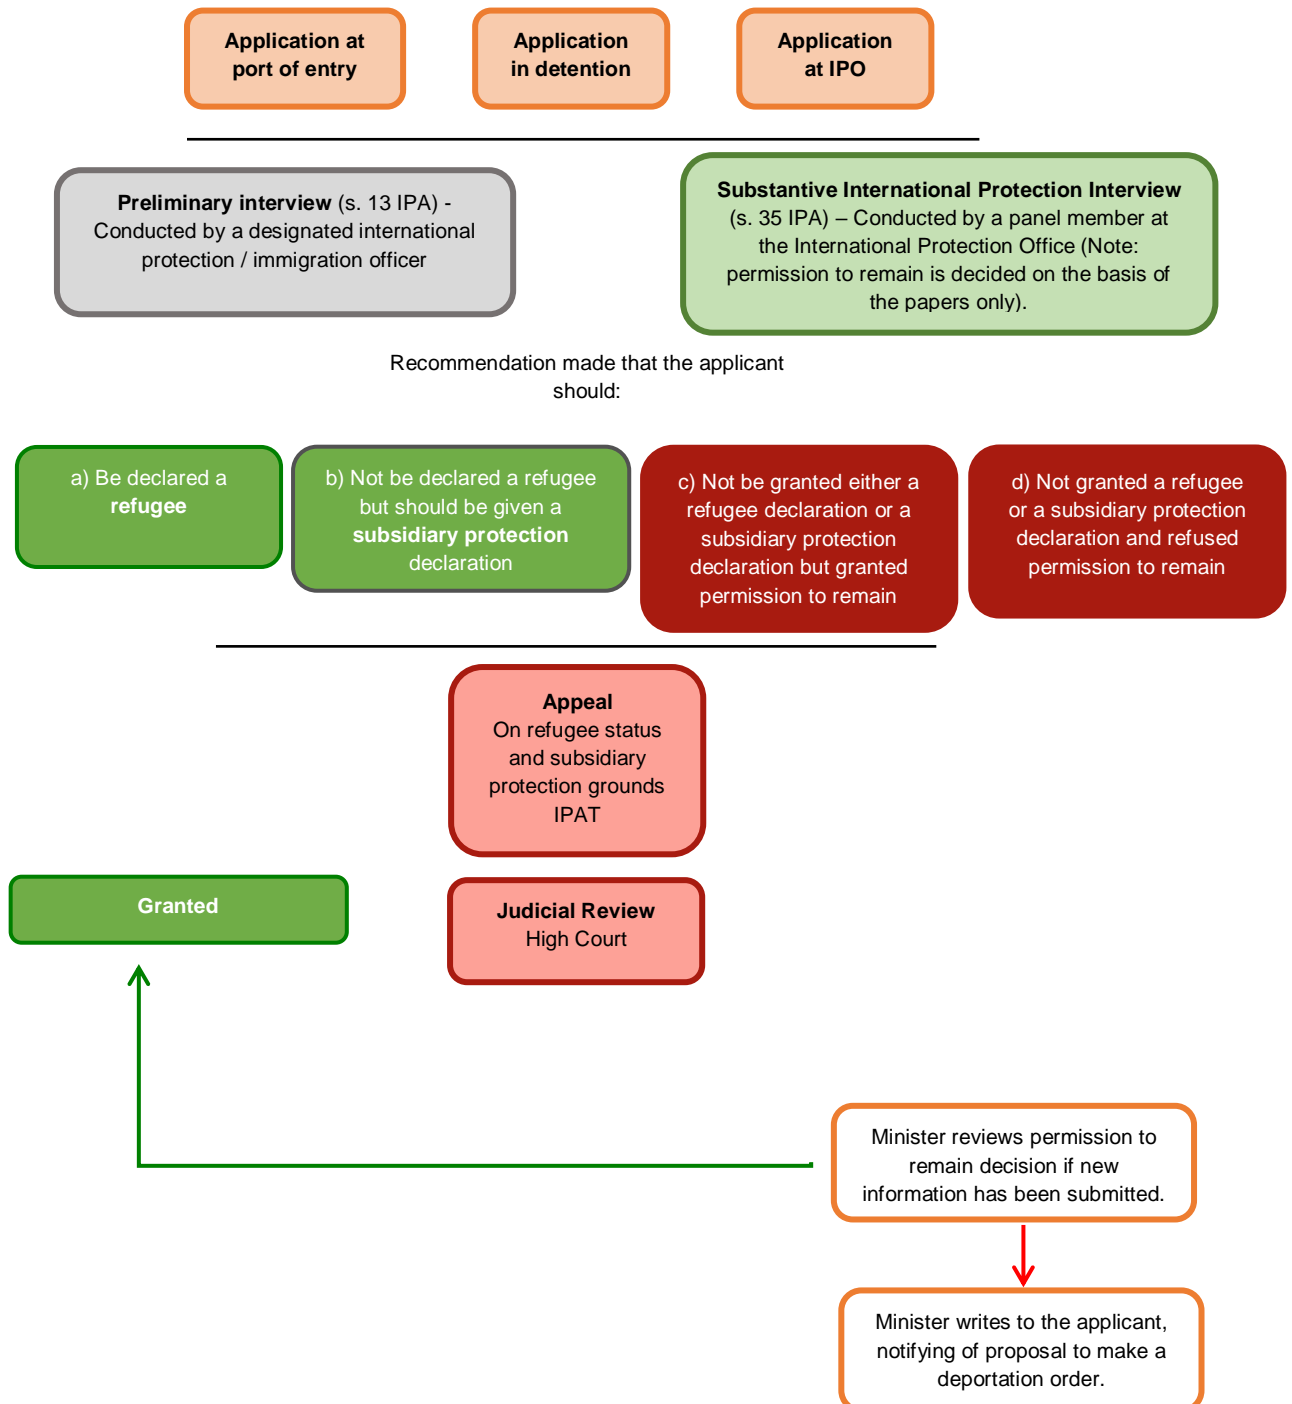 Application at
port of entry
Application
in detention
Application
at IPO
Preliminary interview (s. 13 IPA) -
Conducted by a designated international
protection / immigration officer
Substantive International Protection Interview
(s. 35 IPA) – Conducted by a panel member at
the International Protection Office (Note:
permission to remain is decided on the basis of
the papers only).
Recommendation made that the applicant
should:
a) Be declared a
refugee
b) Not be declared a refugee
but should be given a
subsidiary protection
declaration
c) Not be granted either a
refugee declaration or a
subsidiary protection
declaration but granted
permission to remain
d) Not granted a refugee
or a subsidiary protection
declaration and refused
permission to remain
Appeal
On refugee status
and subsidiary
protection grounds
IPAT
Granted
Judicial Review
High Court
Minister reviews permission to
remain decision if new
information has been submitted.
Minister writes to the applicant,
notifying of proposal to make a
deportation order.